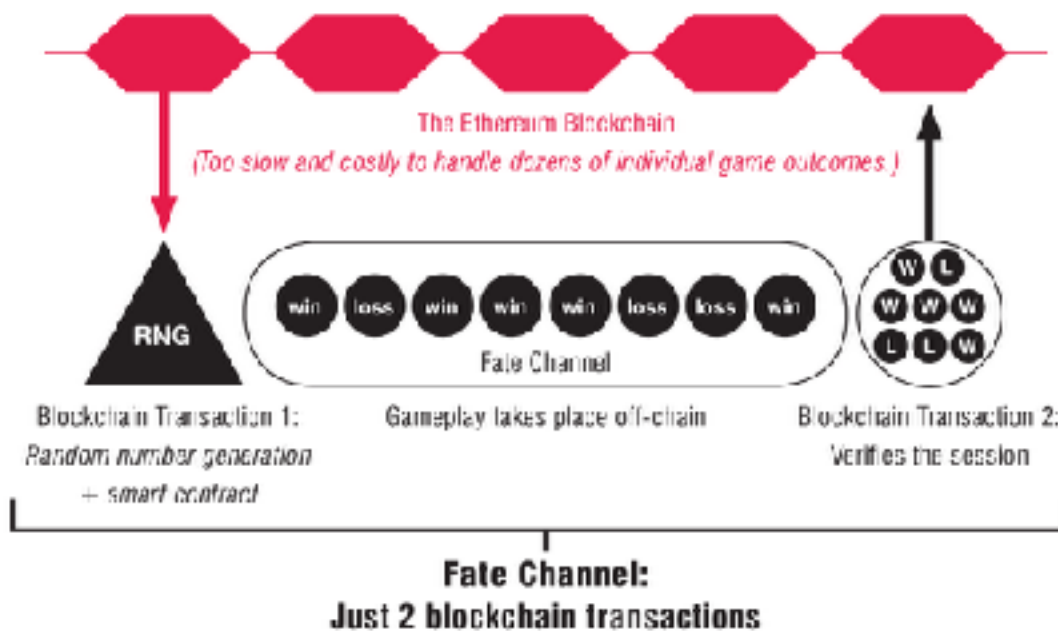 The Ethereum Blockchain
(Too slow and costly to handle dozens of individual game outcomes.)
RNG
win loss win win win loss loss win
Fate Channel
W L
W W W
L L W
Blockchain Transaction 1:
Random number generation
+ smart contract
Gameplay takes place off-chain
Blockchain Transaction 2:
Verifies the session
Fate Channel:
Just 2 blockchain transactions